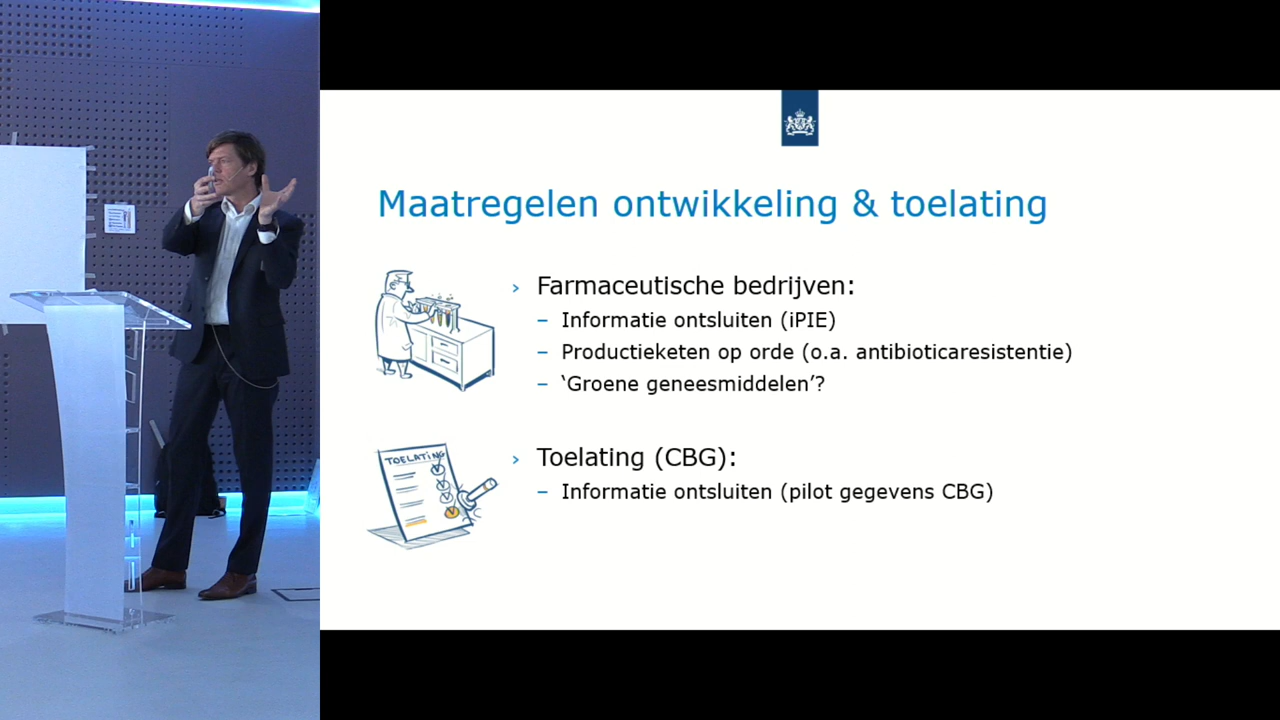 Maatregelen ontwikkeling & toelating
› Farmaceutische bedrijven:
– Informatie ontsluiten (iPIE)
– Productieketen op orde (o.a. antibioticaresistentie)
– ‘Groene geneesmiddelen’?
TOELATING
› Toelating (CBG):
– Informatie ontsluiten (pilot gegevens CBG)